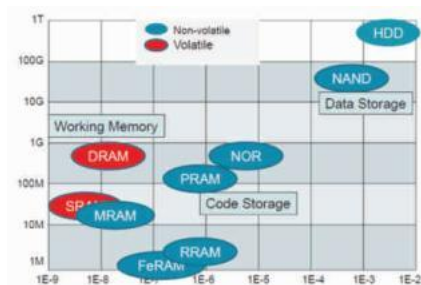 Non-volatile
Volatile
1T
HDD
100G
NAND
10G
Data Storage
Working Memory
1G
DRAM
NOR
PRAM
100M
Code Storage
MRAM
10M
RRAM
1M
FeRAM
1E-9 1E-8 1E-6 1E-5 1E-4 1E-3 1E-2